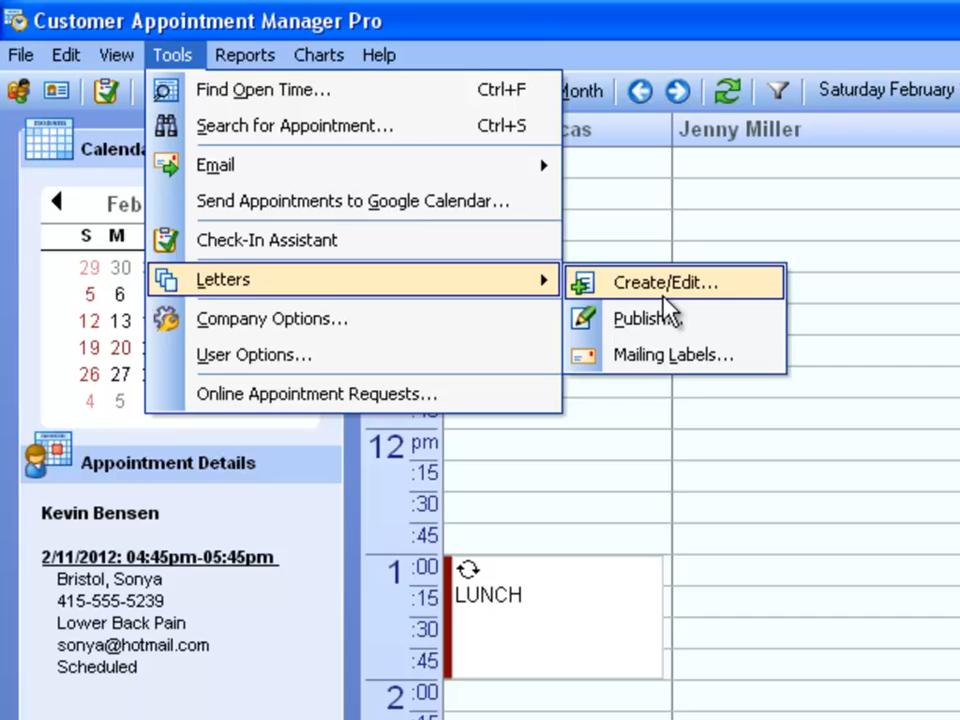 Customer Appointment Manager Pro
File Edit View Tools Reports Charts Help
Month Saturday February
Find Open Time... Ctrl+F
Search for Appointment... Ctrl+S
Email
Send Appointments to Google Calendar...
Check-In Assistant
Letters
Company Options...
User Options...
Online Appointment Requests...
Create/Edit...
Publish
Mailing Labels...
Jenny Miller
Feb
S M
29 30
5 6
12 13
19 20
26 27
4 5
Appointment Details
Kevin Bensen
2/11/2012: 04:45pm-05:45pm
Bristol, Sonya
415-555-5239
Lower Back Pain
sonya@hotmail.com
Scheduled
12 pm
:15
:30
:45
1 :00
:15
:30
:45
2 :00
LUNCH